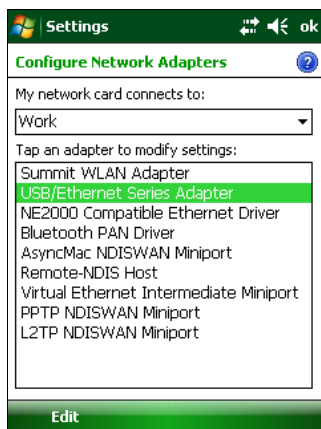 Settings
ok
Configure Network Adapters
?
My network card connects to:
Work
Tap an adapter to modify settings:
Summit WLAN Adapter
USB/Ethernet Series Adapter
NE2000 Compatible Ethernet Driver
Bluetooth PAN Driver
AsyncMac NDISWAN Miniport
Remote-NDIS Host
Virtual Ethernet Intermediate Miniport
PPTP NDISWAN Miniport
L2TP NDISWAN Miniport
Edit